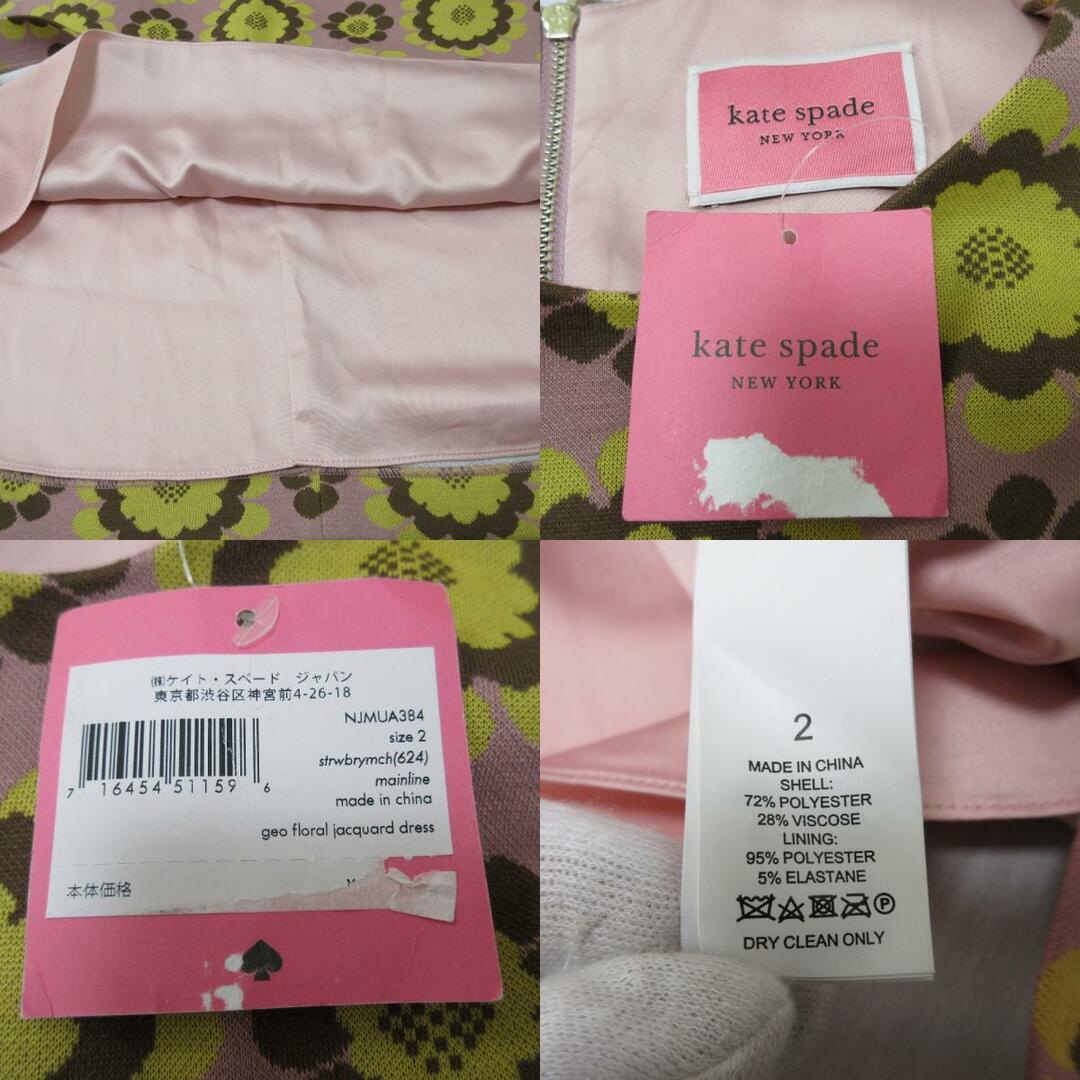 kate spade
NEW YORK
kate spade
NEW YORK
㈱ケイト・スペード ジャパン
東京都渋谷区神宮前4-26-18
NJMUA384
size 2
strwbrymch(624)
mainline
made in china
7 16454 51159 6
geo floral jacquard dress
本体価格
2
MADE IN CHINA
SHELL:
72% POLYESTER
28% VISCOSE
LINING:
95% POLYESTER
5% ELASTANE
P
DRY CLEAN ONLY